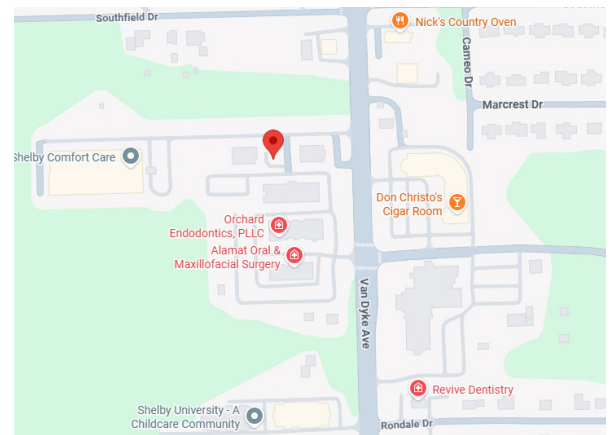 Southfield Dr
Nick's Country Oven
Cameo Dr
Marcrest Dr
Shelby Comfort Care
Don Christo's
Cigar Room
Orchard
Endodontics, PLLC
Alamat Oral &
Maxillofacial Surgery
Van Dyke Ave
Revive Dentistry
Shelby University - A
Childcare Community
Rondale Dr